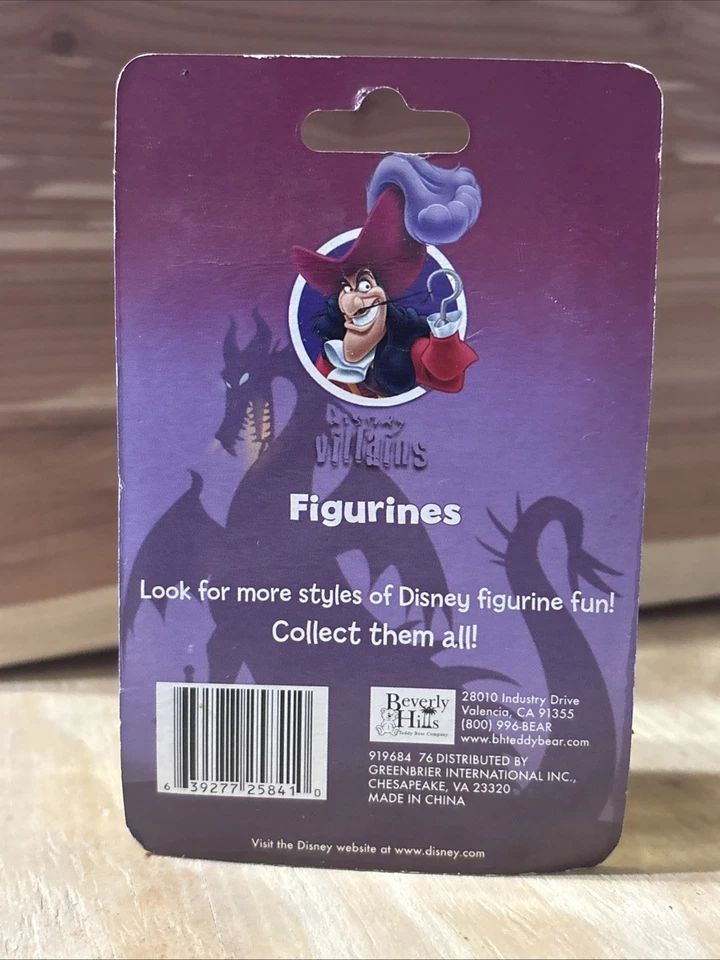 Disney
Villains
Figurines
Look for more styles of Disney figurine fun!
Collect them all!
6 39277 25841 0
Beverly
Hills
Teddy Bear Company
28010 Industry Drive
Valencia, CA 91355
(800) 996-BEAR
www.bhteddybear.com
919684 76 DISTRIBUTED BY
GREENBRIER INTERNATIONAL INC.,
CHESAPEAKE, VA 23320
MADE IN CHINA
Visit the Disney website at www.disney.com